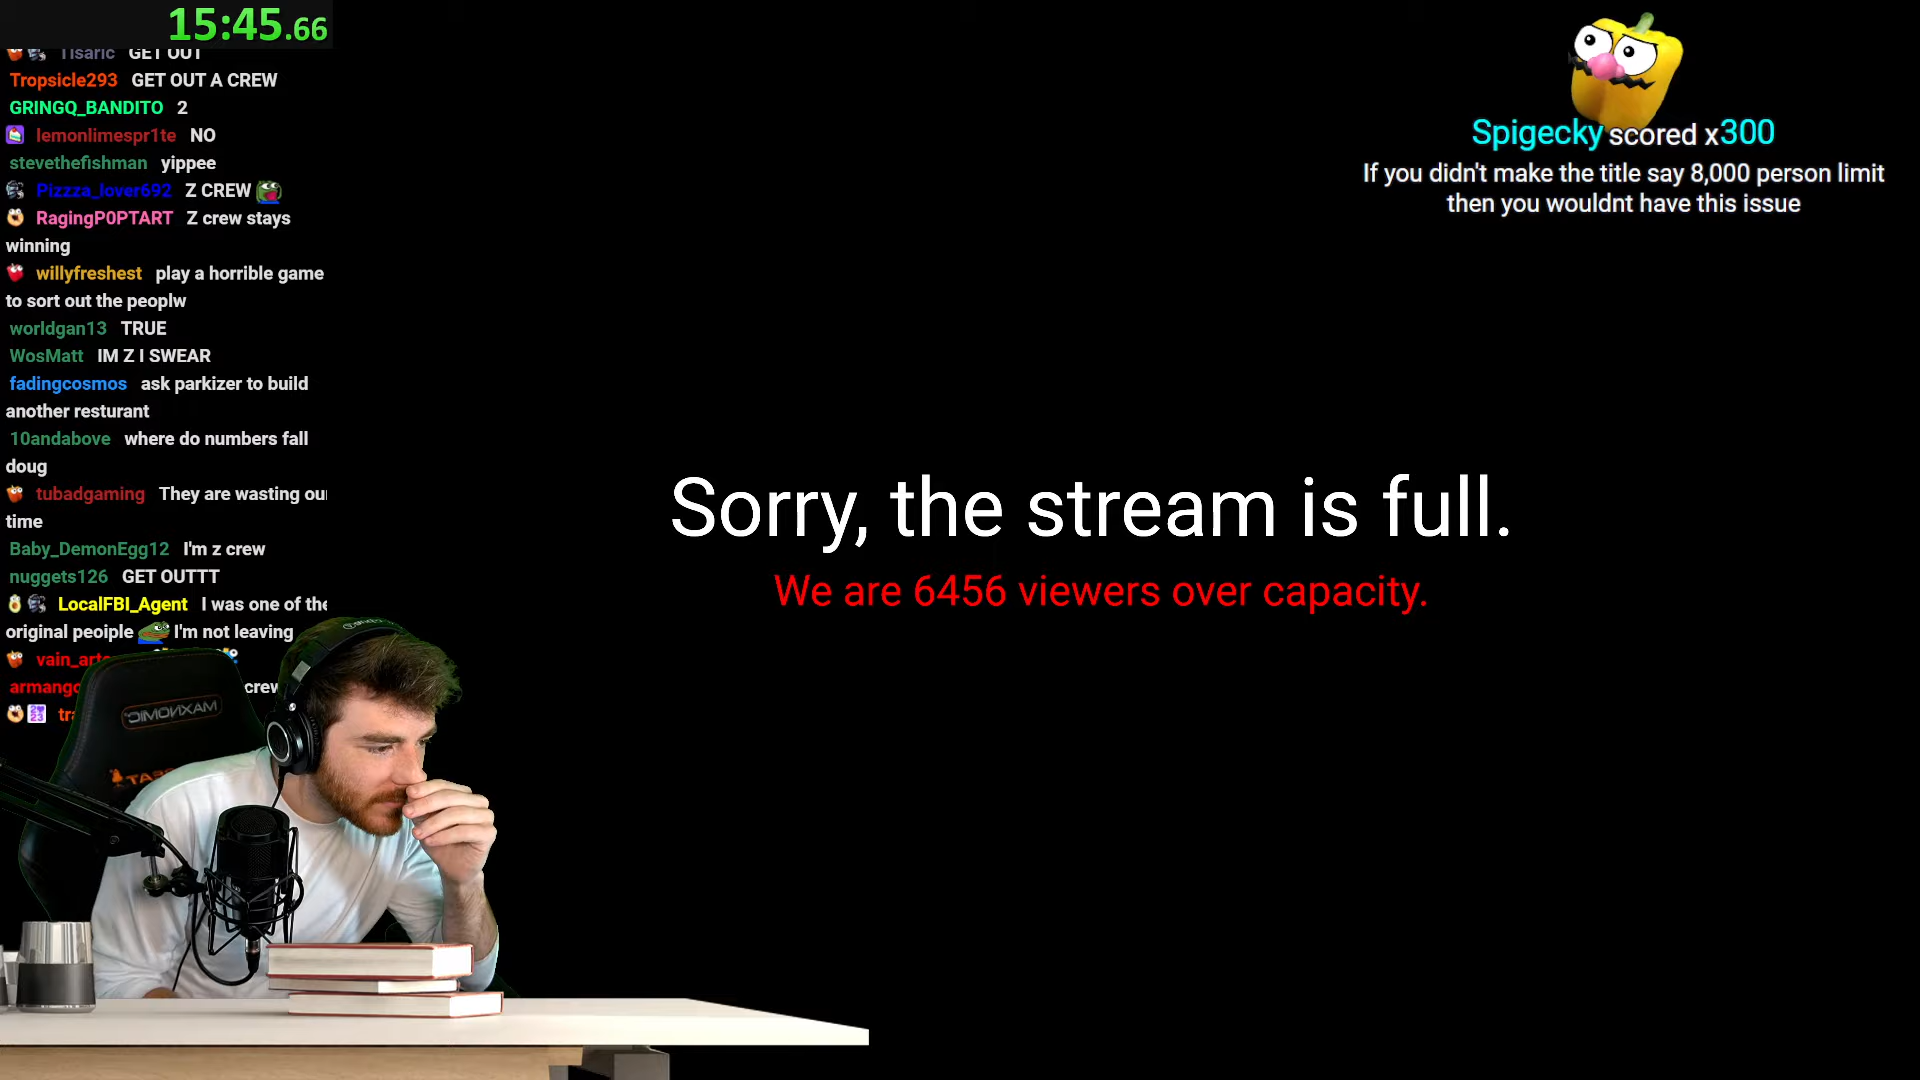 15:45.66
Tisaric GET OUT
Tropsicle293 GET OUT A CREW
GRINGQ_BANDITO 2
lemonlimespr1te NO
stevethefishman yippee
Pizzza_lover692 Z CREW
RagingP0PTART Z crew stays
winning
willyfreshest play a horrible game
to sort out the peoplw
worldgan13 TRUE
WosMatt IM Z I SWEAR
fadingcosmos ask parkizer to build
another resturant
10andabove where do numbers fall
doug
tubadgaming They are wasting our
time
Baby_DemonEgg12 I'm z crew
nuggets126 GET OUTTT
LocalFBI_Agent I was one of the
original peoiple I'm not leaving
vain_arto
armango crew
tra
Spigecky scored x300
If you didn't make the title say 8,000 person limit
then you wouldnt have this issue
Sorry, the stream is full.
We are 6456 viewers over capacity.
MAXNOMIC